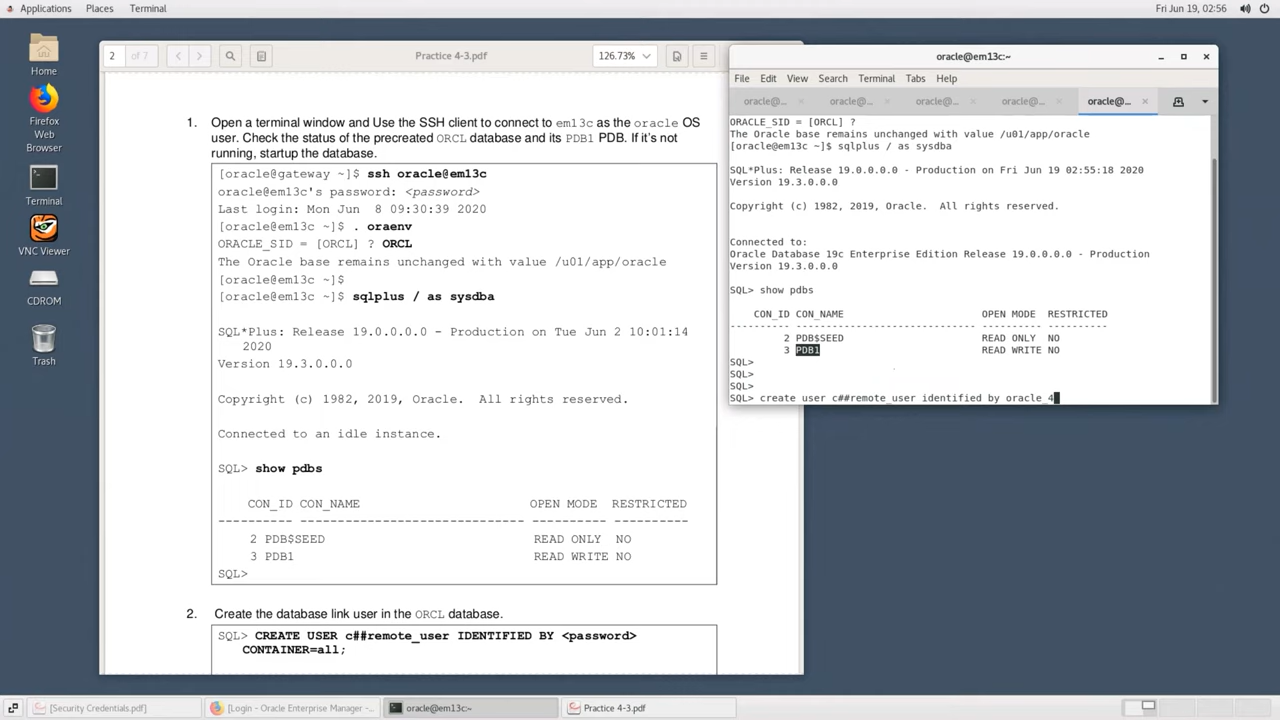 Applications Places Terminal Fri Jun 19, 02:56
Home
Firefox
Web
Browser
Terminal
VNC Viewer
CDROM
Trash
2 of 7 Practice 4-3.pdf 126.73%
1. Open a terminal window and Use the SSH client to connect to em13c as the oracle OS
user. Check the status of the precreated ORCL database and its PDB1 PDB. If it's not
running, startup the database.
[oracle@gateway ~]$ ssh oracle@em13c
oracle@em13c's password: <password>
Last login: Mon Jun  8 09:30:39 2020
[oracle@em13c ~]$ . oraenv
ORACLE_SID = [ORCL] ? ORCL
The Oracle base remains unchanged with value /u01/app/oracle
[oracle@em13c ~]$
[oracle@em13c ~]$ sqlplus / as sysdba
SQL*Plus: Release 19.0.0.0.0 - Production on Tue Jun 2 10:01:14
2020
Version 19.3.0.0.0
Copyright (c) 1982, 2019, Oracle.  All rights reserved.
Connected to an idle instance.
SQL> show pdbs
CON_ID CON_NAME OPEN MODE RESTRICTED
---------- ------------------------------ ---------- ----------
2 PDB$SEED READ ONLY NO
3 PDB1 READ WRITE NO
SQL>
2. Create the database link user in the ORCL database.
SQL> CREATE USER c##remote_user IDENTIFIED BY <password>
CONTAINER=all;
oracle@em13c:~
File Edit View Search Terminal Tabs Help
oracle@... oracle@... oracle@... oracle@... oracle@...
ORACLE_SID = [ORCL] ?
The Oracle base remains unchanged with value /u01/app/oracle
[oracle@em13c ~]$ sqlplus / as sysdba
SQL*Plus: Release 19.0.0.0.0 - Production on Fri Jun 19 02:55:18 2020
Version 19.3.0.0.0
Copyright (c) 1982, 2019, Oracle.  All rights reserved.
Connected to:
Oracle Database 19c Enterprise Edition Release 19.0.0.0.0 - Production
Version 19.3.0.0.0
SQL> show pdbs
CON_ID CON_NAME OPEN MODE RESTRICTED
---------- ------------------------------ ---------- ----------
2 PDB$SEED READ ONLY NO
3 PDB1 READ WRITE NO
SQL>
SQL>
SQL>
SQL> create user c##remote_user identified by oracle_4
[Security Credentials.pdf] [Login - Oracle Enterprise Manager -... oracle@em13c:~ Practice 4-3.pdf